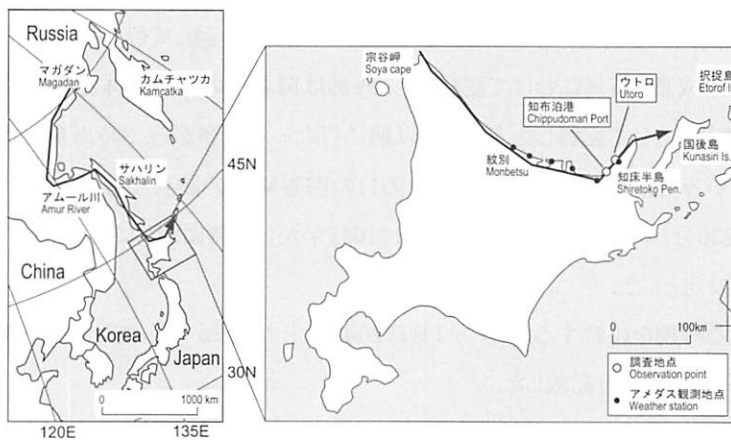 Russia
マガダン
Magadan
カムチャツカ
Kamcatka
サハリン
Sakhalin
アムール川
Amur River
China
Korea
Japan
0 1000 km
120E
135E
45N
30N
宗谷岬
Soya cape
知布泊港
Chippudomari Port
ウトロ
Utoro
択捉島
Etorof I
国後島
Kunasiri Is.
紋別
Monbetsu
知床半島
Shiretoko Pen.
0 100km
調査地点
Observation point
アメダス観測地点
Weather station